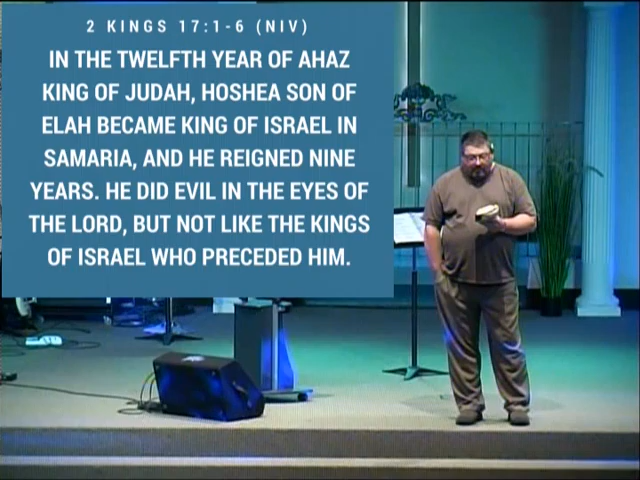 2 KINGS 17:1-6 (NIV)
IN THE TWELFTH YEAR OF AHAZ
KING OF JUDAH, HOSHEA SON OF
ELAH BECAME KING OF ISRAEL IN
SAMARIA, AND HE REIGNED NINE
YEARS. HE DID EVIL IN THE EYES OF
THE LORD, BUT NOT LIKE THE KINGS
OF ISRAEL WHO PRECEDED HIM.